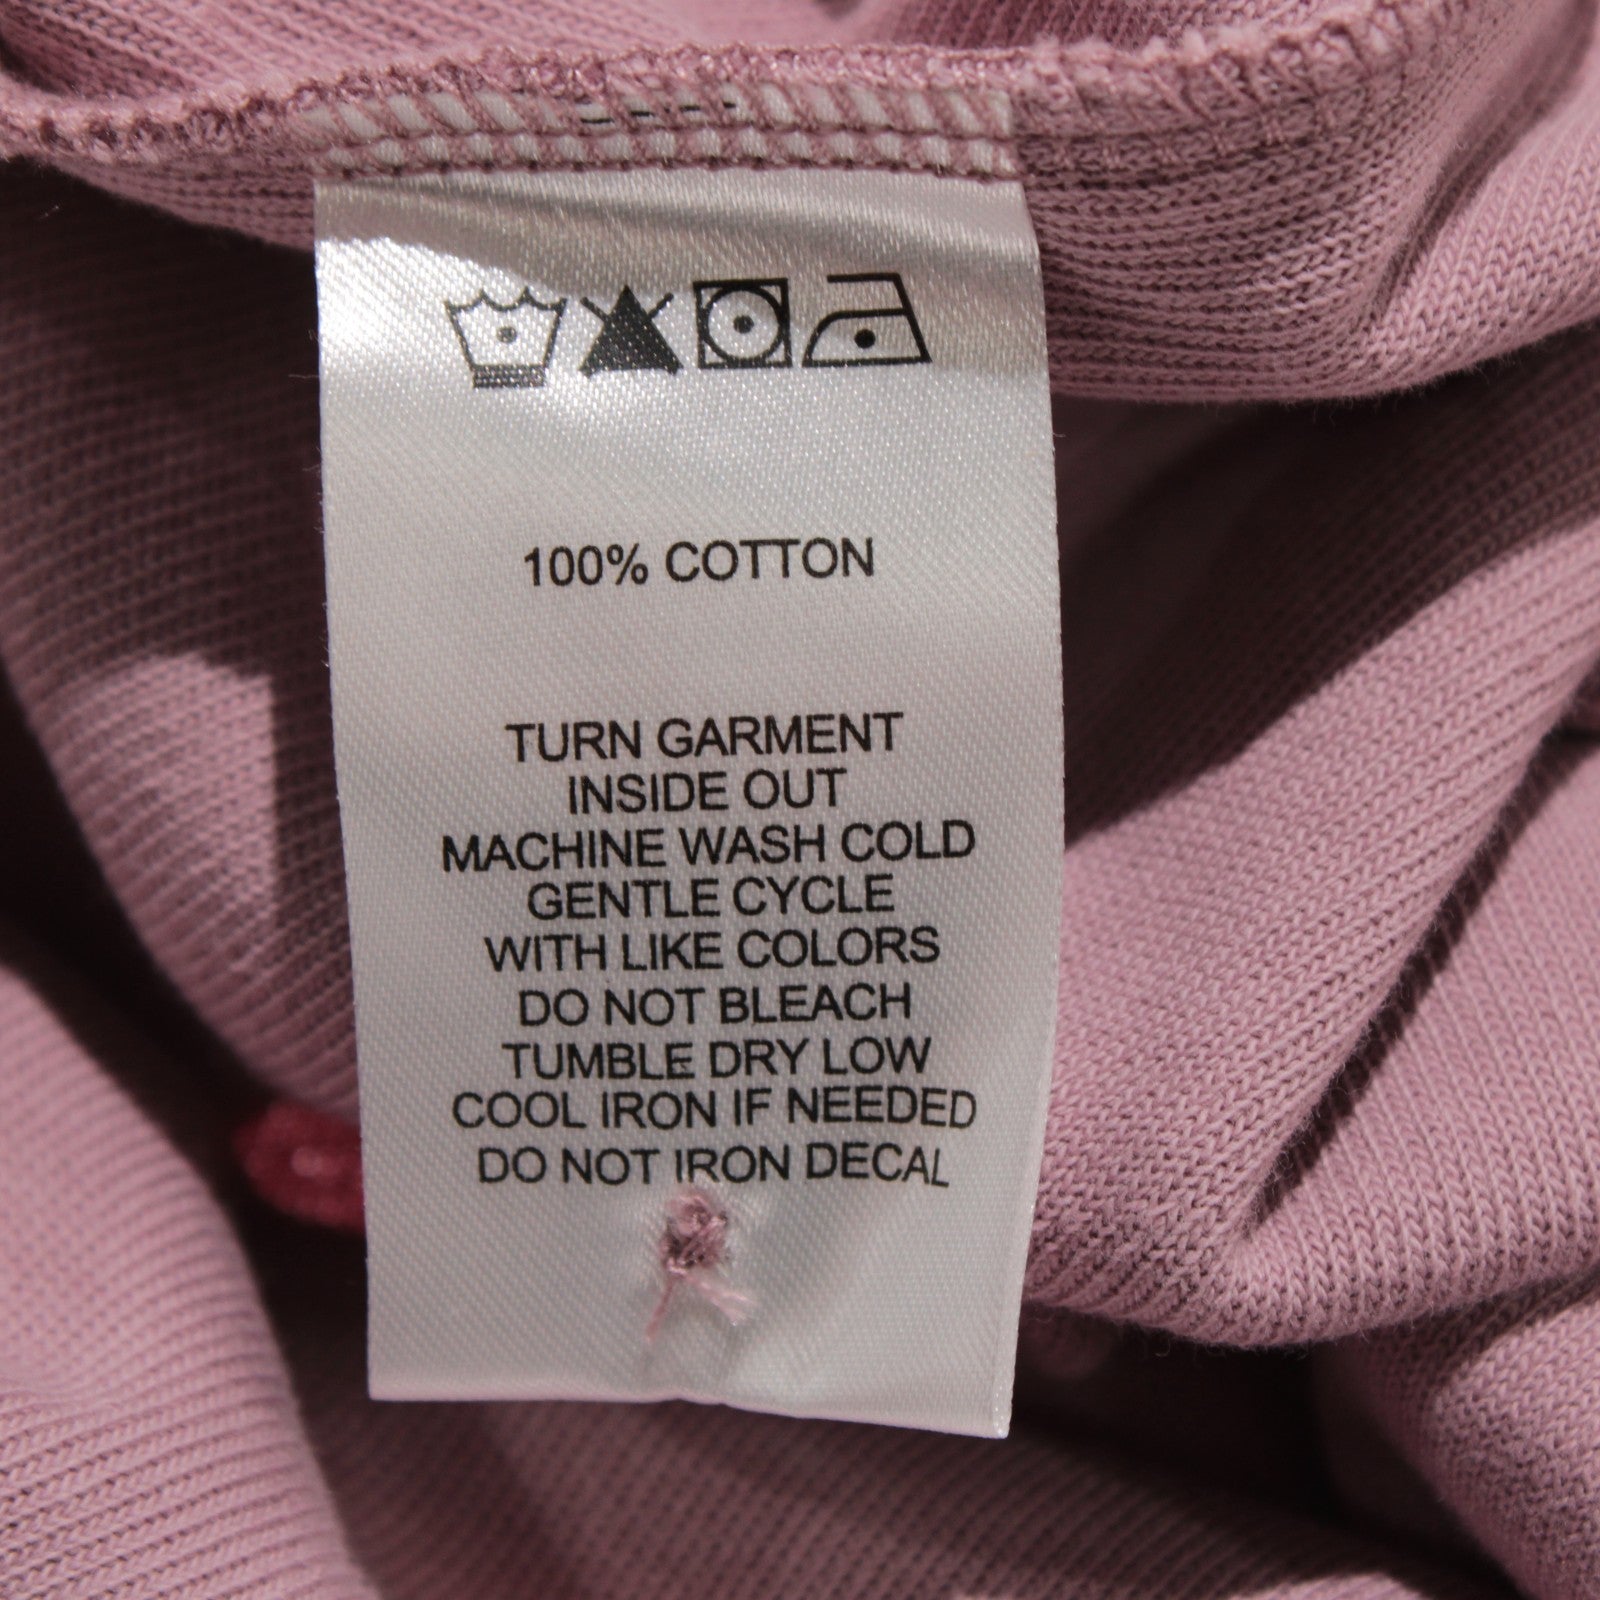 100% COTTON
TURN GARMENT
INSIDE OUT
MACHINE WASH COLD
GENTLE CYCLE
WITH LIKE COLORS
DO NOT BLEACH
TUMBLE DRY LOW
COOL IRON IF NEEDED
DO NOT IRON DECAL